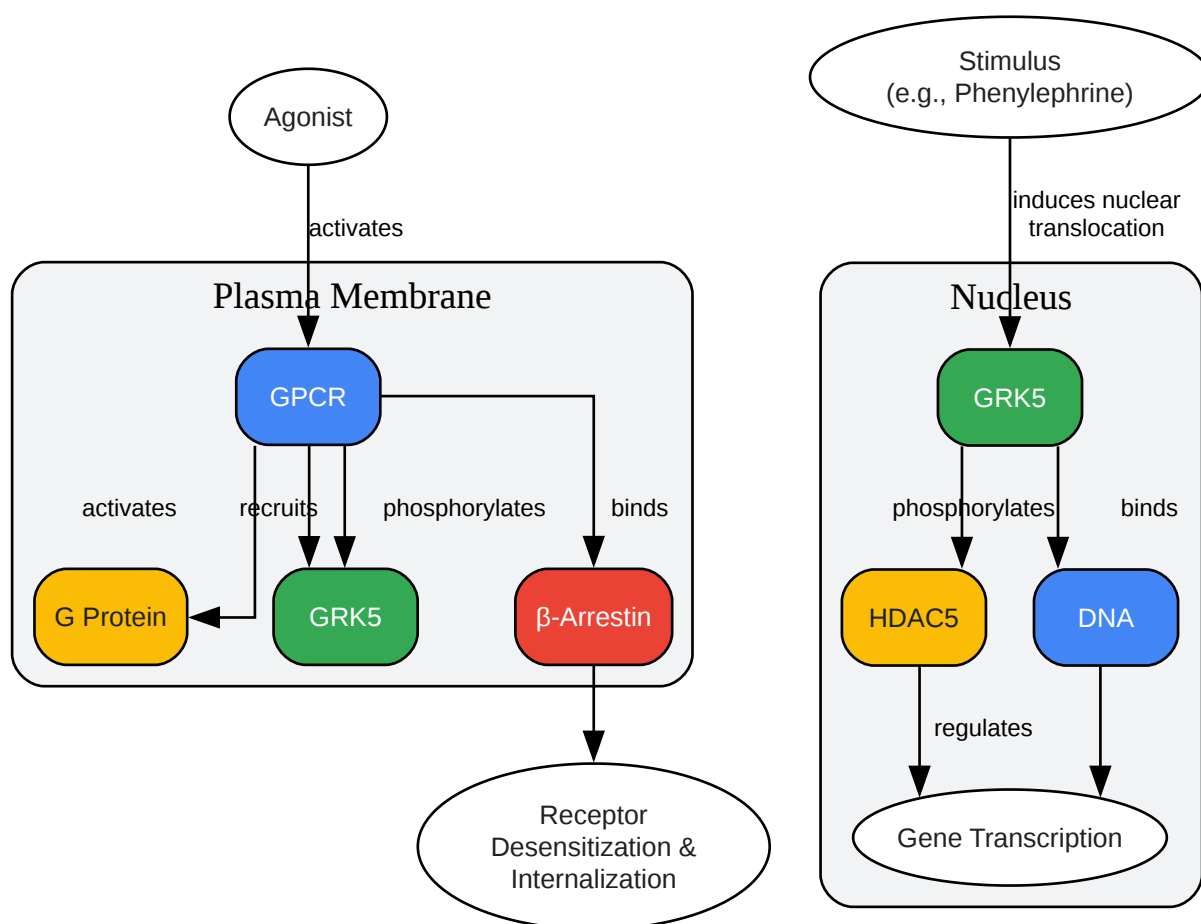 Stimulus
(e.g., Phenylephrine)
Agonist
induces nuclear
translocation
activates
Plasma Membrane
Nucleus
GPCR
GRK5
activates
recruits
phosphorylates
binds
phosphorylates
binds
G Protein
GRK5
β-Arrestin
HDAC5
DNA
regulates
Receptor
Desensitization &
Internalization
Gene Transcription